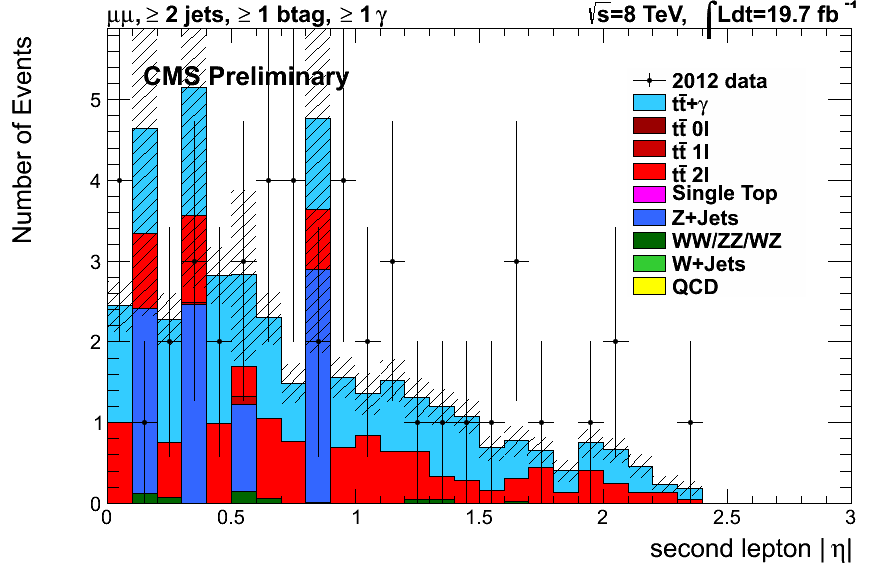 μμ, ≥ 2 jets, ≥ 1 btag, ≥ 1 γ
√s=8 TeV, ∫Ldt=19.7 fb⁻¹
CMS Preliminary
Number of Events
5
4
3
2
1
0
2012 data
tt̄+γ
tt̄ 0l
tt̄ 1l
tt̄ 2l
Single Top
Z+Jets
WW/ZZ/WZ
W+Jets
QCD
0 0.5 1 1.5 2 2.5 3
second lepton |η|